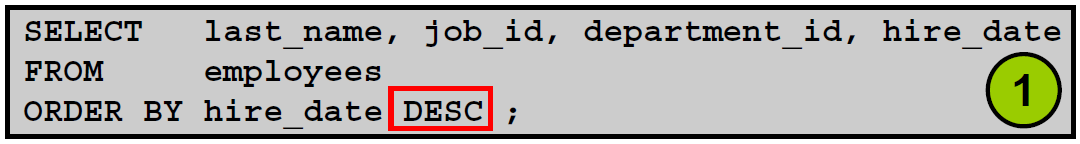 SELECT   last_name, job_id, department_id, hire_date
FROM     employees
ORDER BY hire_date DESC ;
1